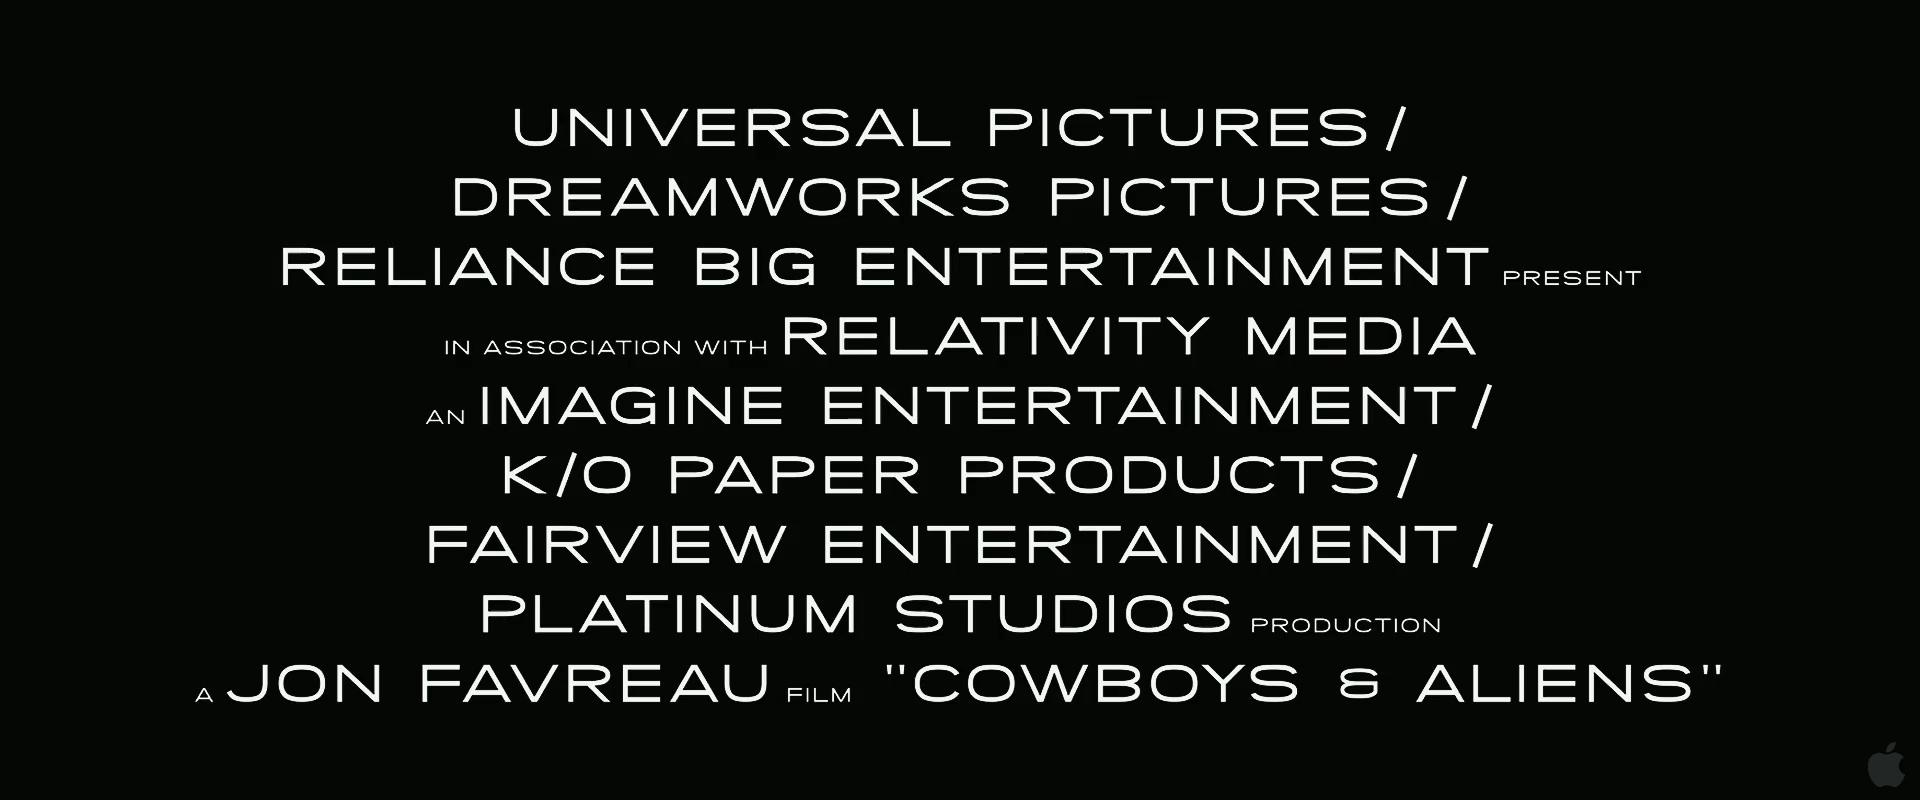 UNIVERSAL PICTURES/
DREAMWORKS PICTURES/
RELIANCE BIG ENTERTAINMENT PRESENT
IN ASSOCIATION WITH RELATIVITY MEDIA
AN IMAGINE ENTERTAINMENT/
K/O PAPER PRODUCTS/
FAIRVIEW ENTERTAINMENT/
PLATINUM STUDIOS PRODUCTION
A JON FAVREAU FILM "COWBOYS & ALIENS"